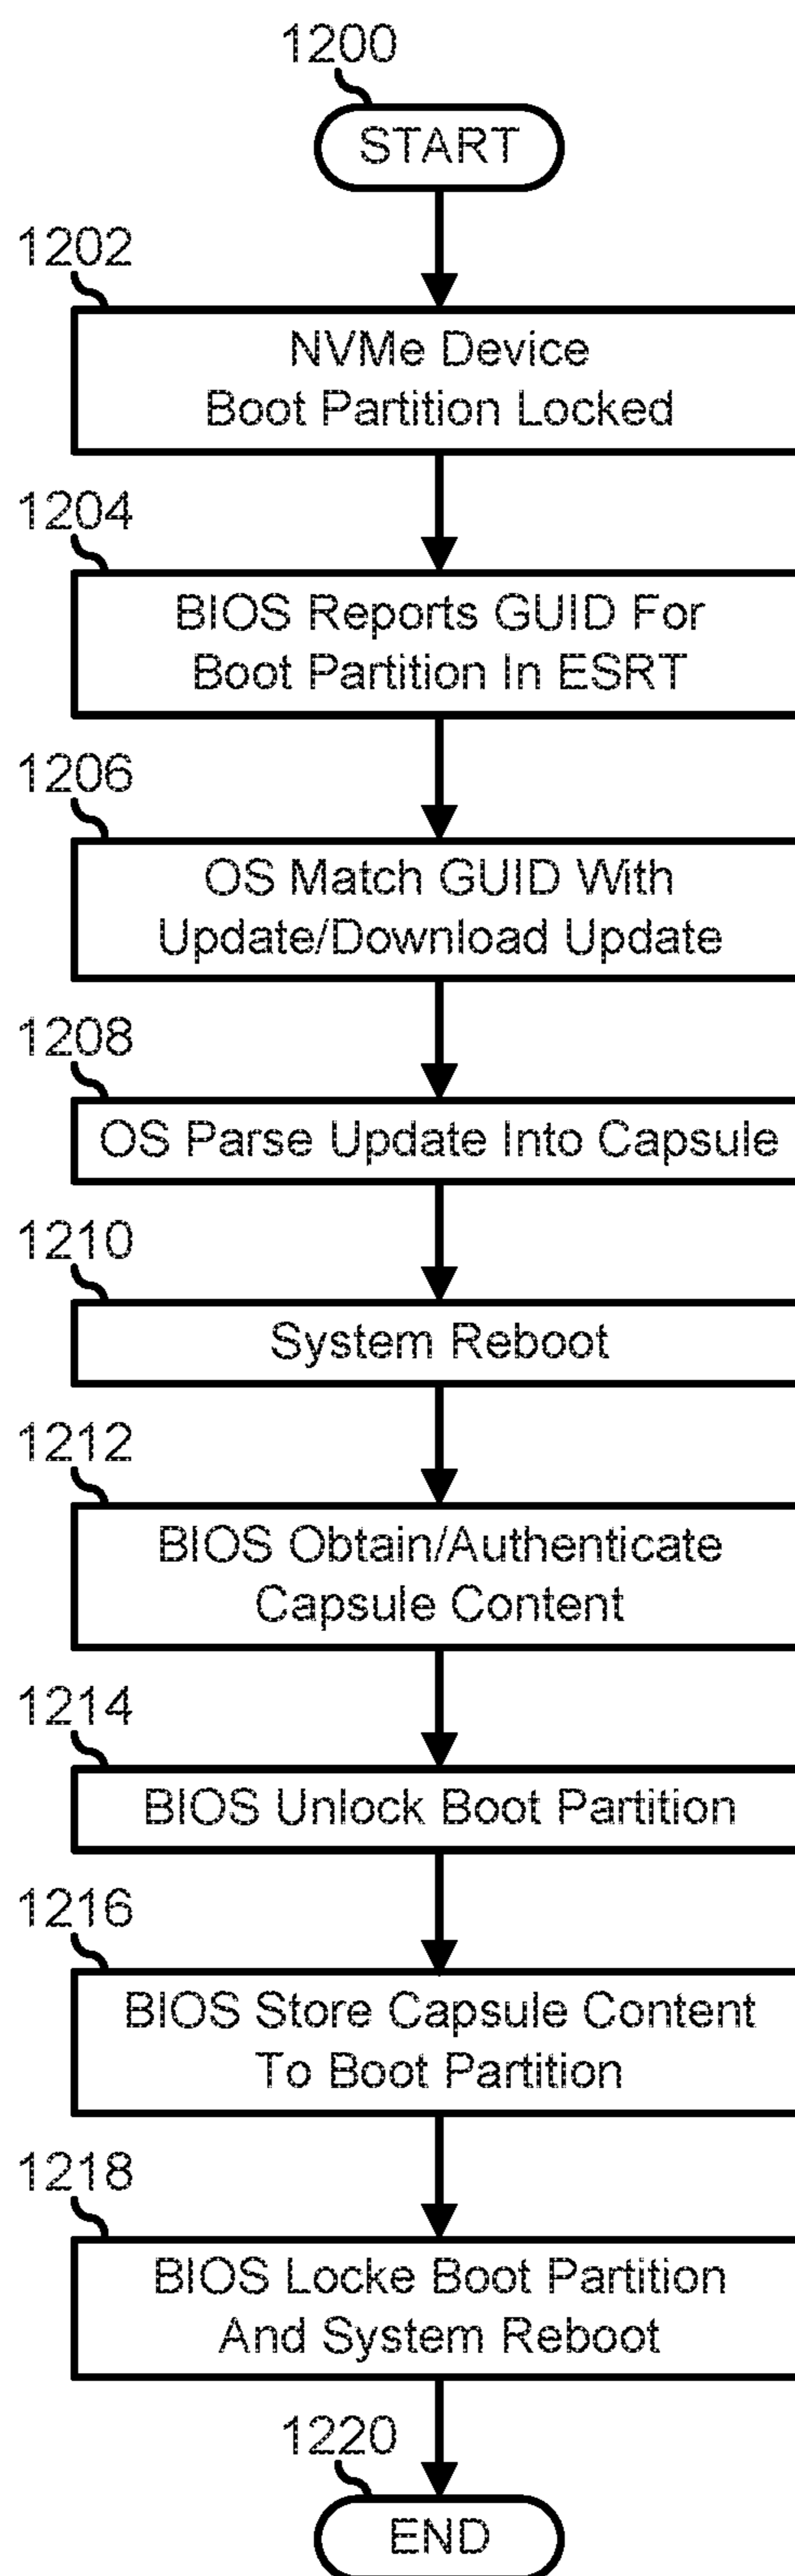 1200
START
1202
NVMe Device
Boot Partition Locked
1204
BIOS Reports GUID For
Boot Partition In ESRT
1206
OS Match GUID With
Update/Download Update
1208
OS Parse Update Into Capsule
1210
System Reboot
1212
BIOS Obtain/Authenticate
Capsule Content
1214
BIOS Unlock Boot Partition
1216
BIOS Store Capsule Content
To Boot Partition
1218
BIOS Locke Boot Partition
And System Reboot
1220
END